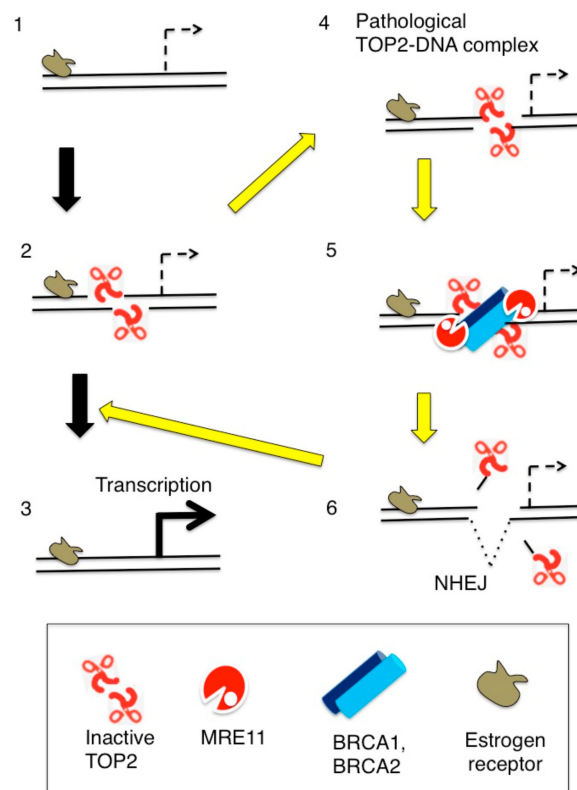 1
4
Pathological
TOP2-DNA complex
2
5
Transcription
3
6
NHEJ
Inactive
TOP2
MRE11
BRCA1,
BRCA2
Estrogen
receptor